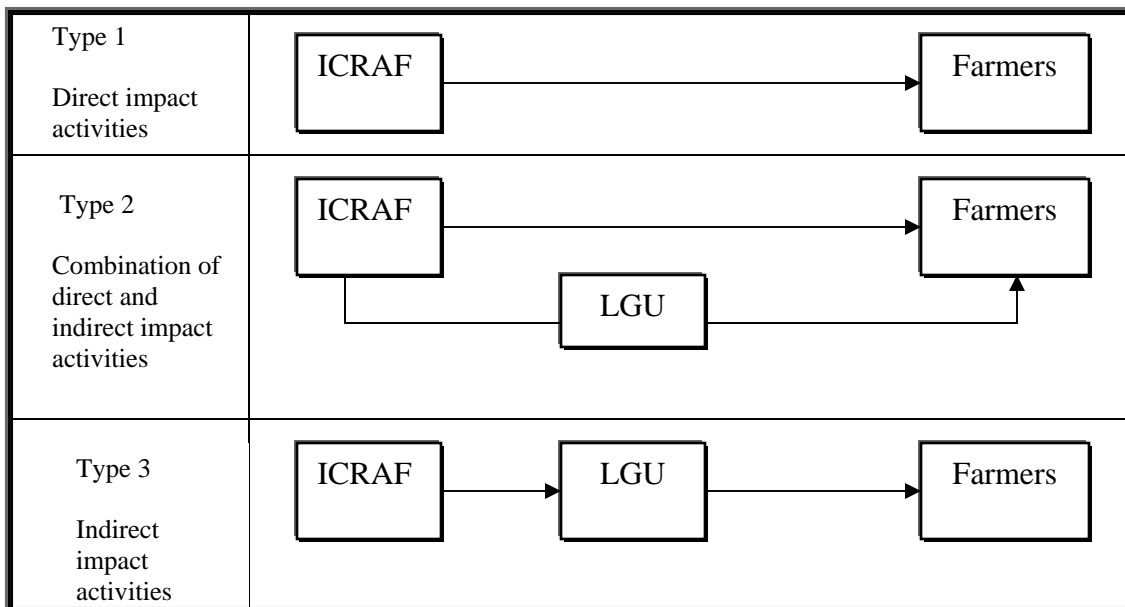 Type 1
Direct impact
activities
ICRAF
Farmers
Type 2
Combination of
direct and
indirect impact
activities
ICRAF
Farmers
LGU
Type 3
Indirect
impact
activities
ICRAF
LGU
Farmers